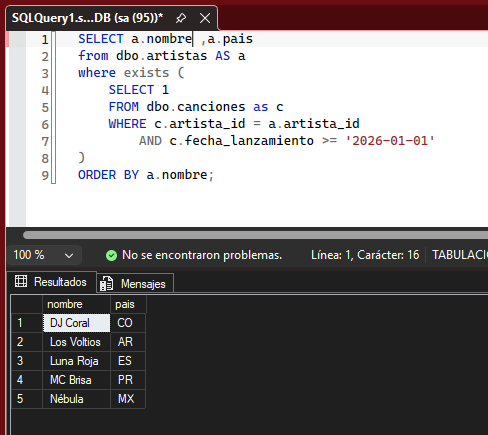 SQLQuery1.s...DB (sa (95))*
1 SELECT a.nombre ,a.pais
2 from dbo.artistas AS a
3 where exists (
4 SELECT 1
5 FROM dbo.canciones as c
6 WHERE c.artista_id = a.artista_id
7 AND c.fecha_lanzamiento >= '2026-01-01'
8 )
9 ORDER BY a.nombre;
100 % No se encontraron problemas. Línea: 1, Carácter: 16 TABULACI
Resultados Mensajes
nombre pais
1 DJ Coral CO
2 Los Voltios AR
3 Luna Roja ES
4 MC Brisa PR
5 Nébula MX